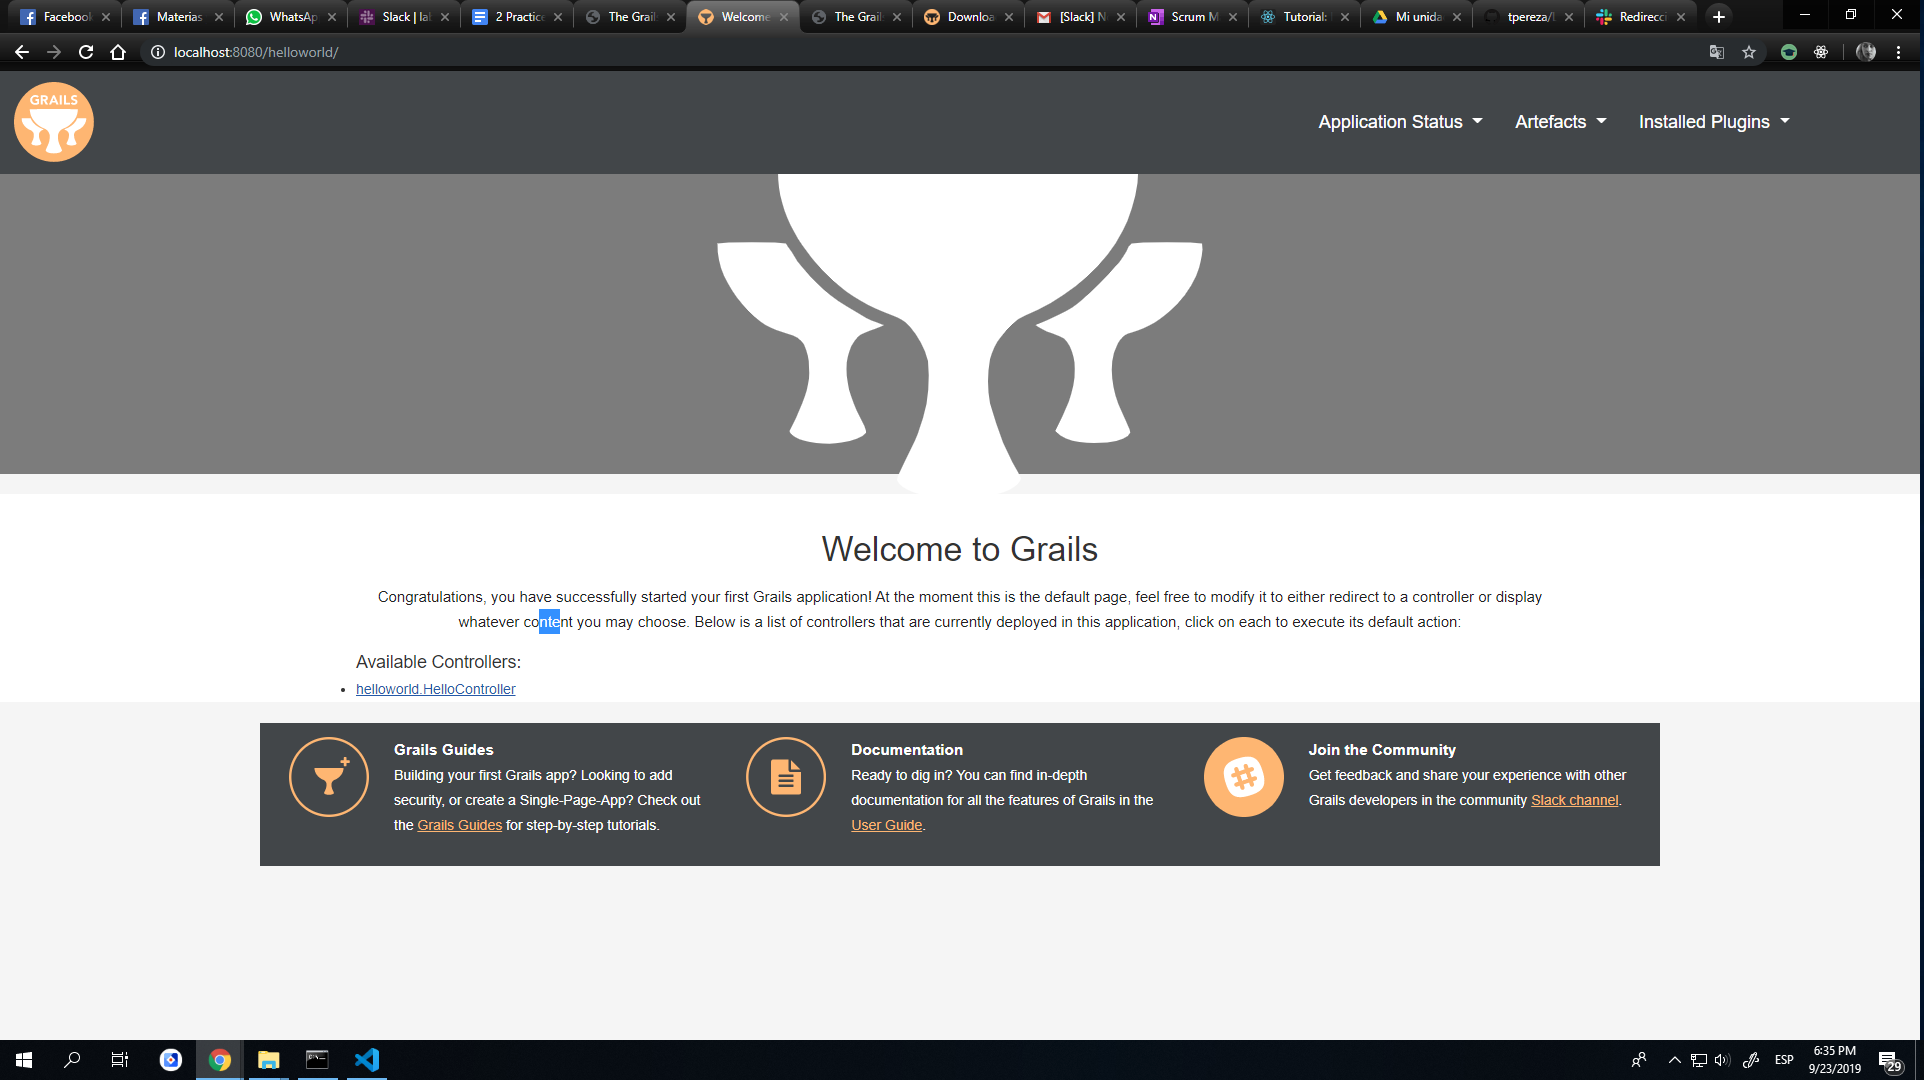 Facebook
Materias
WhatsAp
Slack | la
2 Practice
The Grail
Welcome
The Grail
Downloa
[Slack] N
Scrum M
Tutorial:
Mi unida
tpereza/
Redirecci
localhost:8080/helloworld/
GRAILS
Application Status
Artefacts
Installed Plugins
Welcome to Grails
Congratulations, you have successfully started your first Grails application! At the moment this is the default page, feel free to modify it to either redirect to a controller or display
whatever content you may choose. Below is a list of controllers that are currently deployed in this application, click on each to execute its default action:
Available Controllers:
helloworld.HelloController
Grails Guides
Building your first Grails app? Looking to add
security, or create a Single-Page-App? Check out
the Grails Guides for step-by-step tutorials.
Documentation
Ready to dig in? You can find in-depth
documentation for all the features of Grails in the
User Guide.
Join the Community
Get feedback and share your experience with other
Grails developers in the community Slack channel.
ESP
6:35 PM
9/23/2019
29